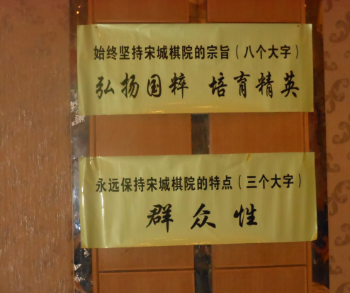 始终坚持宋城棋院的宗旨（八个大字）
弘扬国粹 培育精英
永远保持宋城棋院的特点（三个大字）
群众性